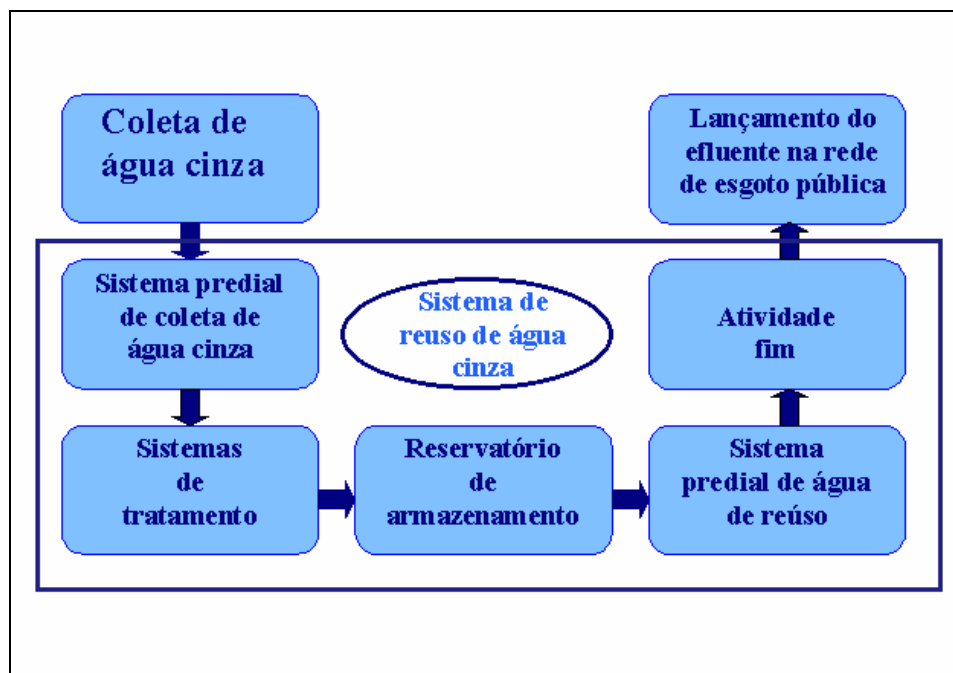 Coleta de
água cinza
Lançamento do
efluente na rede
de esgoto pública
Sistema predial
de coleta de
água cinza
Sistema de
reuso de água
cinza
Atividade
fim
Sistemas
de
tratamento
Reservatório
de
armazenamento
Sistema
predial de água
de reúso